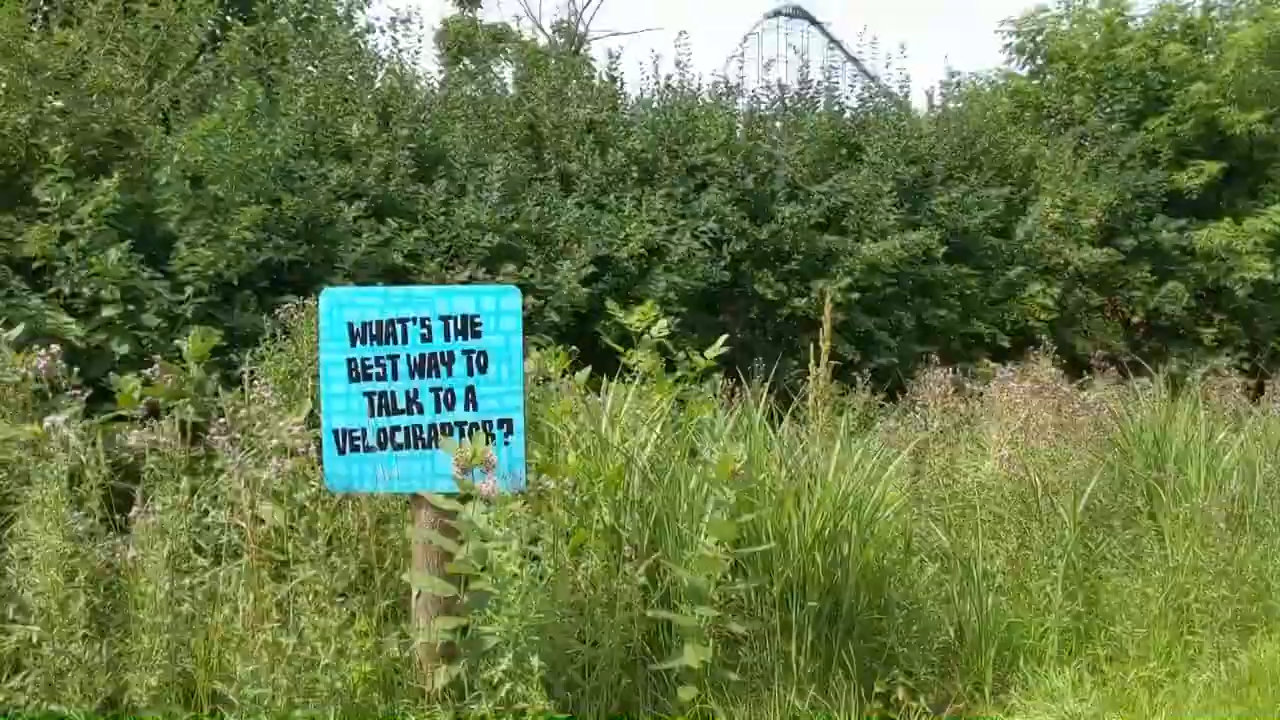 WHAT'S THE
BEST WAY TO
TALK TO A
VELOCIRAPTOR?